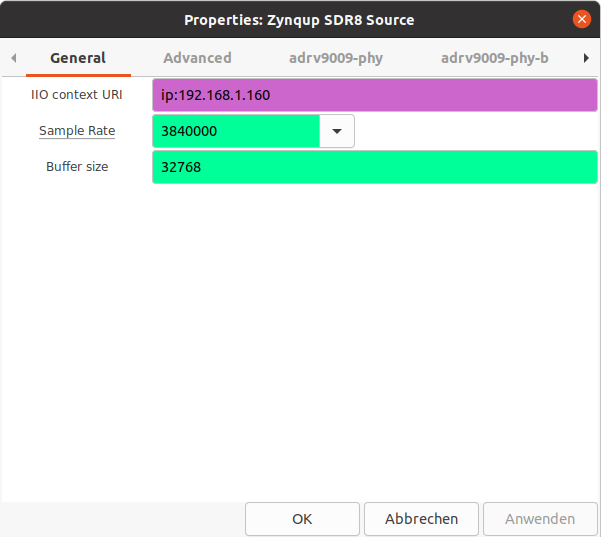 Properties: Zynqup SDR8 Source
General Advanced adrv9009-phy adrv9009-phy-b
IIO context URI ip:192.168.1.160
Sample Rate 3840000
Buffer size 32768
OK Abbrechen Anwenden